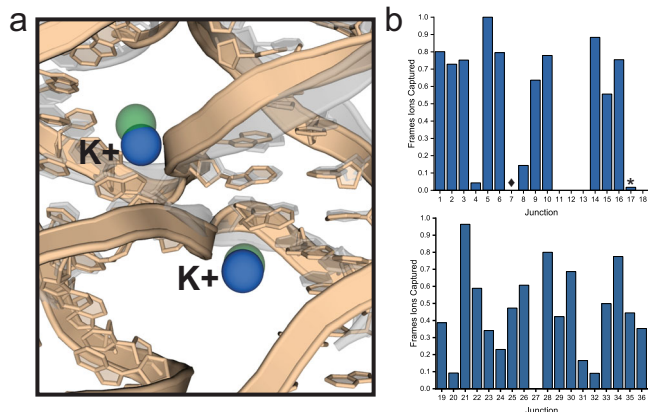 a
K+
K+
b
Frames Ions Captured
1.0
0.9
0.8
0.7
0.6
0.5
0.4
0.3
0.2
0.1
0.0
♦
*
1 2 3 4 5 6 7 8 9 10 11 12 13 14 15 16 17 18
Junction
Frames Ions Captured
1.0
0.9
0.8
0.7
0.6
0.5
0.4
0.3
0.2
0.1
0.0
19 20 21 22 23 24 25 26 27 28 29 30 31 32 33 34 35 36
Junction